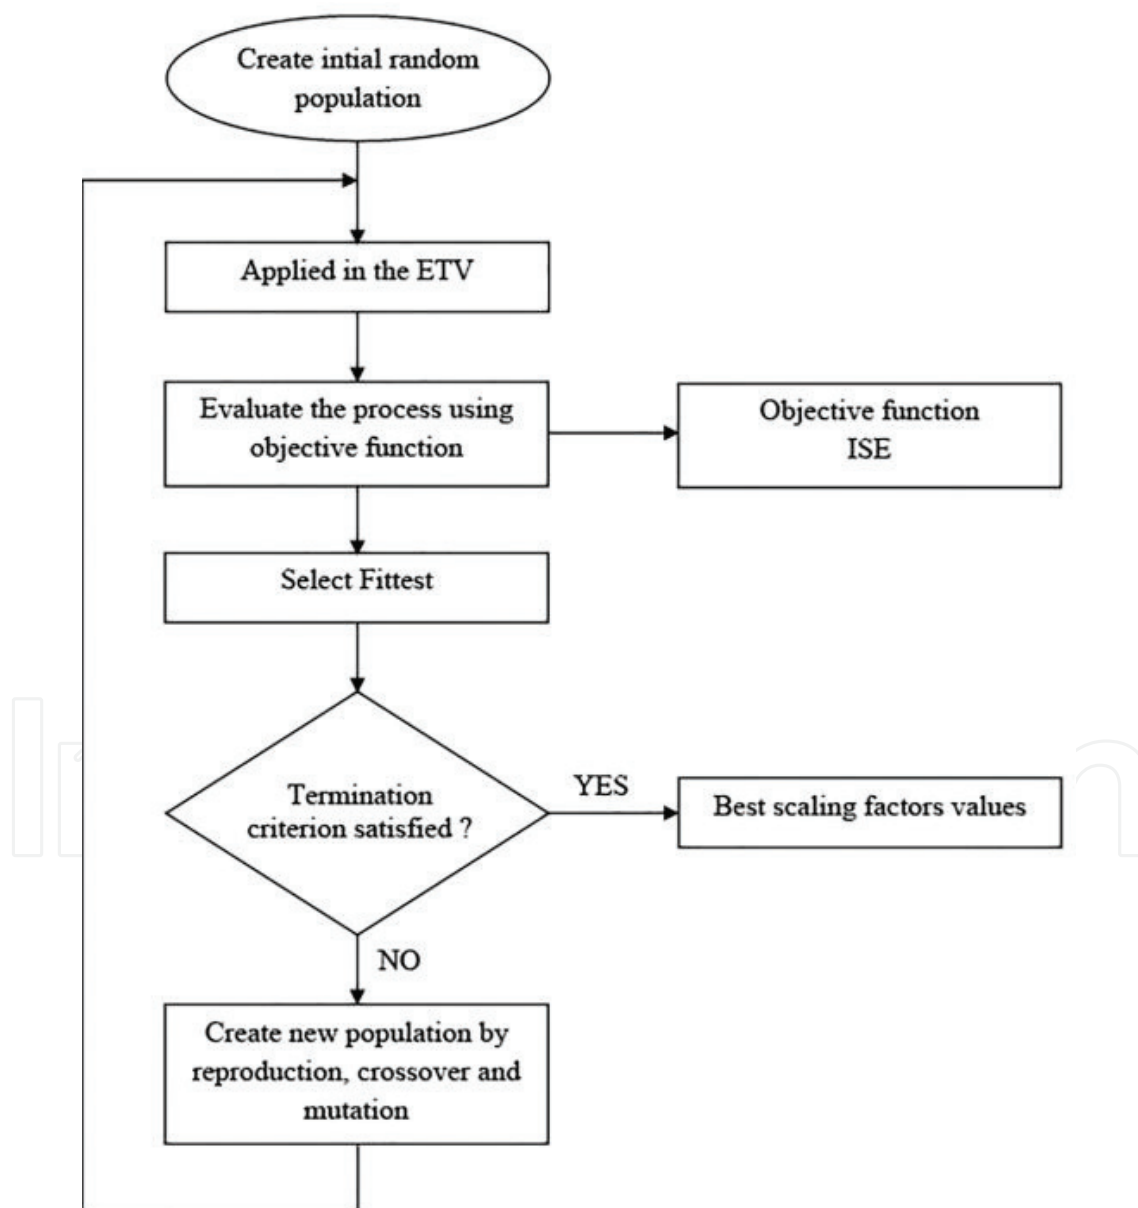 Create intial random
population
Applied in the ETV
Evaluate the process using
objective function
Objective function
ISE
Select Fittest
Termination
criterion satisfied ?
YES
Best scaling factors values
NO
Create new population by
reproduction, crossover and
mutation